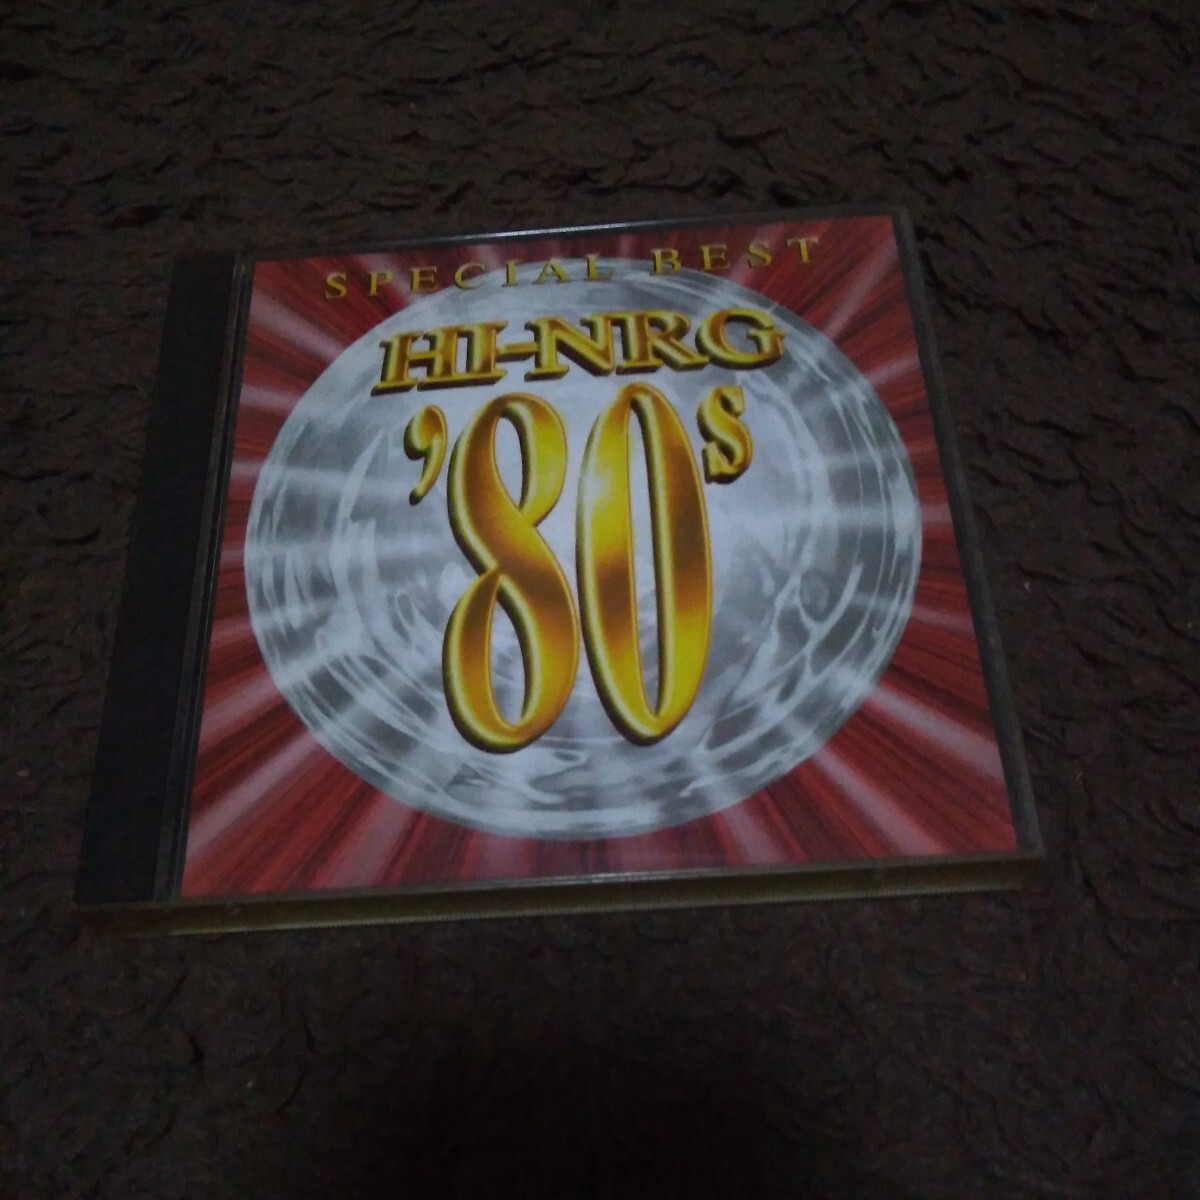 SPECIAL BEST
HI-NRG
'80s